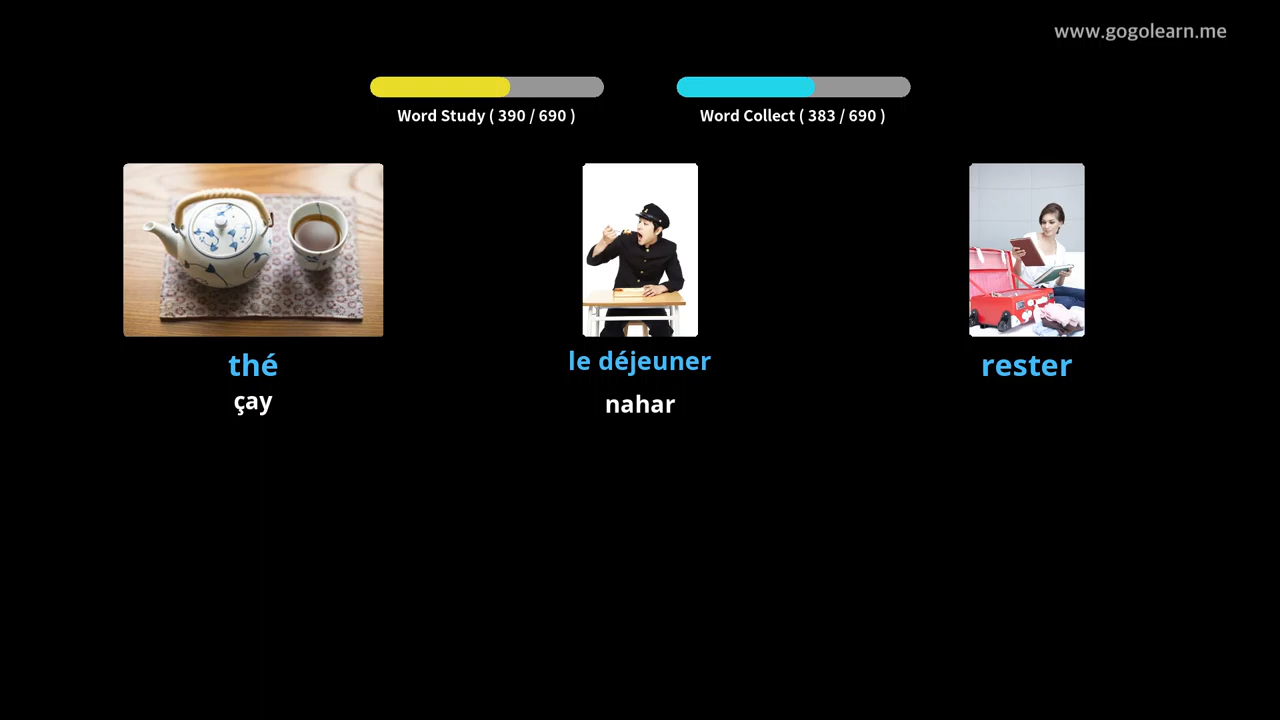 www.gogolearn.me
Word Study ( 390 / 690 )
Word Collect ( 383 / 690 )
thé
çay
le déjeuner
nahar
rester